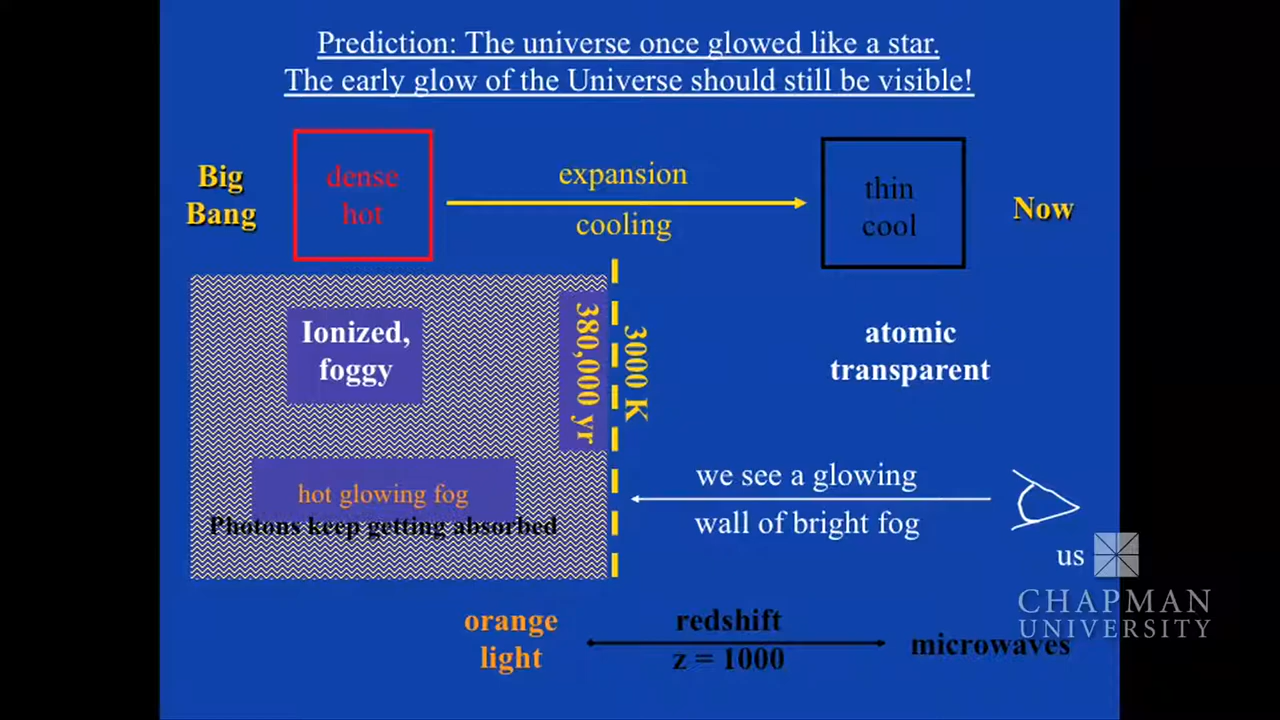 Prediction: The universe once glowed like a star.
The early glow of the Universe should still be visible!
Big
Bang
dense
hot
expansion
cooling
thin
cool
Now
Ionized,
foggy
380,000 yr
3000 K
atomic
transparent
hot glowing fog
Photons keep getting absorbed
we see a glowing
wall of bright fog
us
CHAPMAN
UNIVERSITY
orange
light
redshift
z = 1000
microwaves